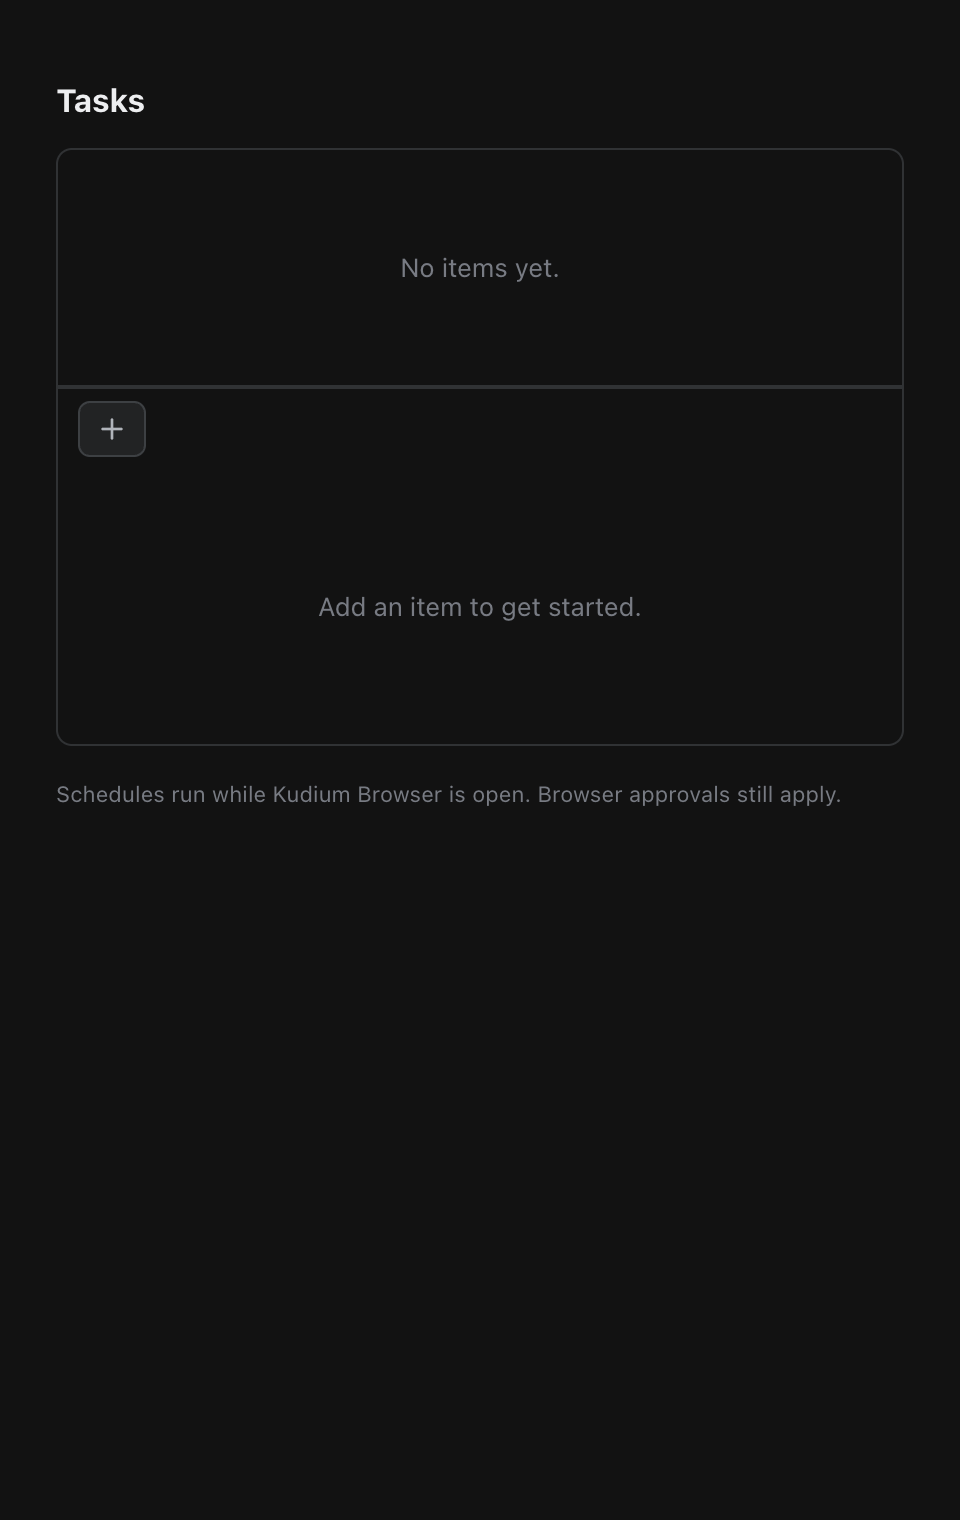 Tasks
No items yet.
Add an item to get started.
Schedules run while Kudium Browser is open. Browser approvals still apply.